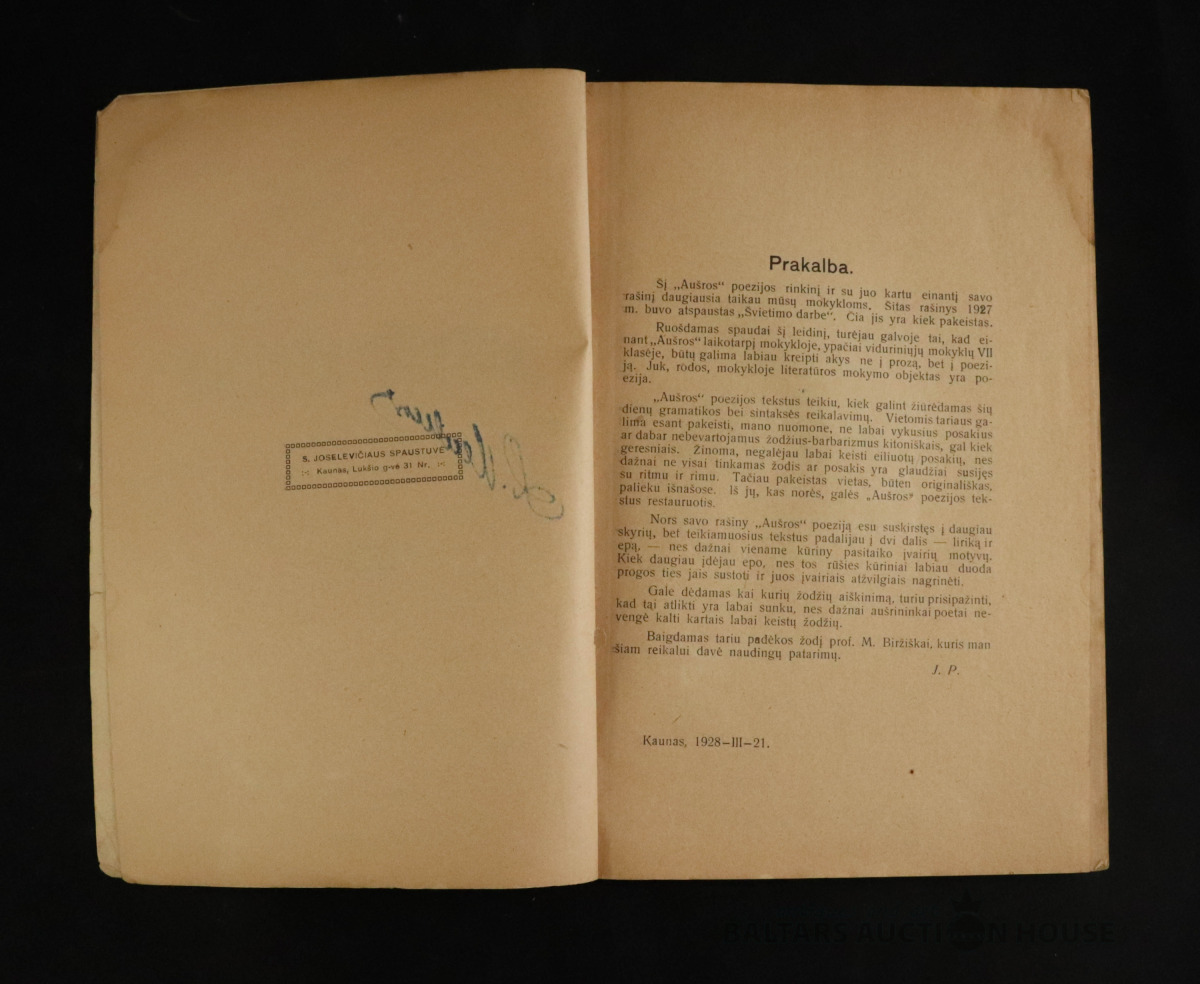 S. JOSELEVIČIAUS SPAUSTUVĖ
Kaunas, Lukšio g-vė 31 Nr.
Prakalba.
Šį „Aušros“ poezijos rinkinį ir su juo kartu einantį savo
rašinį daugiausia taikau mūsų mokykloms. Šitas rašinys 1927
m. buvo atspaustas „Švietimo darbe“. Čia jis yra kiek pakeistas.
Ruošdamas spaudai šį leidinį, turėjau galvoje tai, kad ei-
nant „Aušros“ laikotarpį mokykloje, ypačiai viduriniųjų mokyklų VII
klasėje, būtų galima labiau kreipti akys ne į prozą, bet į poezi-
ją. Juk, rodos, mokykloje literatūros mokymo objektas yra po-
ezija.
„Aušros“ poezijos tekstus teikiu, kiek galint žiūrėdamas šių
dienų gramatikos bei sintaksės reikalavimų. Vietomis tariaus ga-
lima esant pakeisti, mano nuomone, ne labai vykusius posakius
ar dabar nebevartojamus žodžius-barbarizmus kitoniškais, gal kiek
geresniais. Žinoma, negalėjau labai keisti eiliuotų posakių, nes
dažnai ne visai tinkamas žodis ar posakis yra glaudžiai susijęs
su ritmu ir rimu. Tačiau pakeistas vietas, būtent originališkas,
palieku išnašose. Iš jų, kas norės, galės „Aušros“ poezijos tek-
stus restauruotis.
Nors savo rašiny „Aušros“ poeziją esu suskirstęs į daugiau
skyrių, bet teikiamuosius tekstus padalijau į dvi dalis — liriką ir
epą, — nes dažnai viename kūriny pasitaiko įvairių motyvų.
Kiek daugiau įdėjau epo, nes tos rūšies kūriniai labiau duoda
progos ties jais sustoti ir juos įvairiais atžvilgiais nagrinėti.
Gale dėdamas kai kurių žodžių aiškinimą, turiu prisipažinti,
kad tai atlikti yra labai sunku, nes dažnai aušrininkai poetai ne-
vengė kalti kartais labai keistų žodžių.
Baigdamas tariu padėkos žodį prof. M. Biržiškai, kuris man
šiam reikalui davė naudingų patarimų.
J. P.
Kaunas, 1928–III–21.
BALTARS AUCTION HOUSE